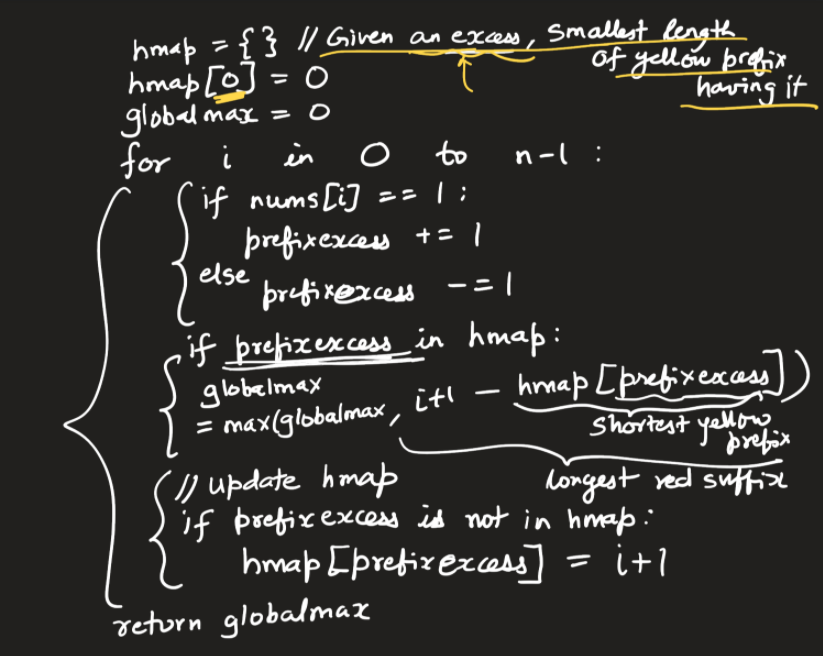 hmap = { } // Given an excess, smallest length
of yellow prefix
having it
hmap[0] = 0
globalmax = 0
for i in 0 to n-1 :
if nums[i] == 1 :
prefixexcess += 1
else
prefixexcess -= 1
if prefixexcess in hmap:
globalmax
= max(globalmax, i+1 - hmap[prefixexcess])
shortest yellow
prefix
longest red suffix
// update hmap
if prefixexcess is not in hmap:
hmap[prefixexcess] = i+1
return globalmax